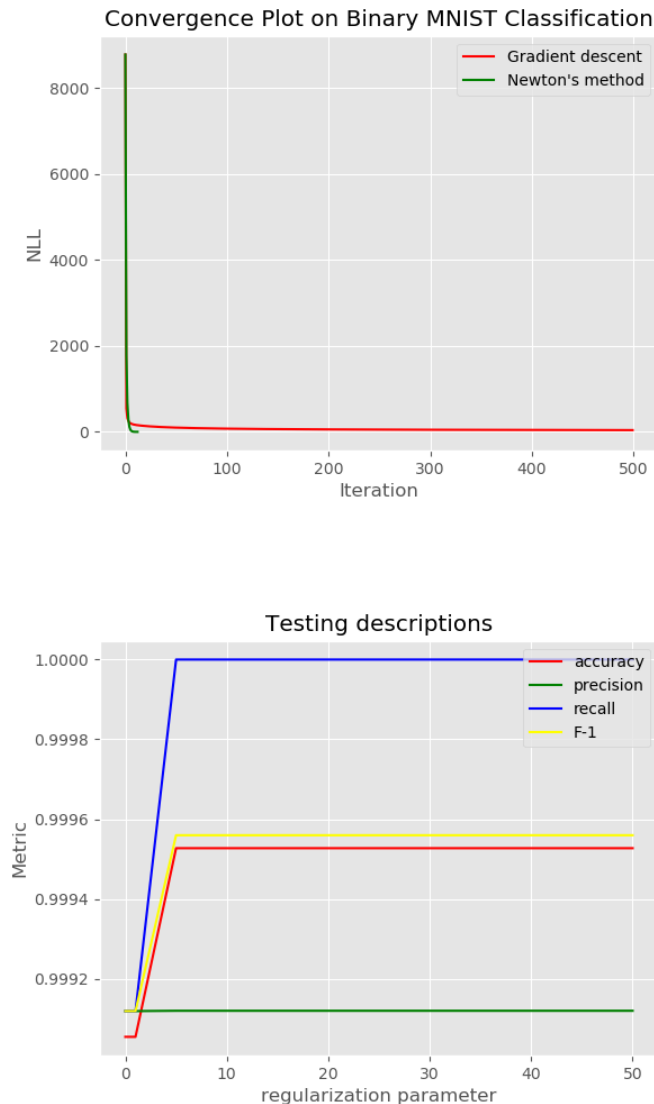 Convergence Plot on Binary MNIST Classification
Gradient descent
Newton's method
8000
6000
4000
2000
0
NLL
0 100 200 300 400 500
Iteration
Testing descriptions
accuracy
precision
recall
F-1
1.0000
0.9998
0.9996
0.9994
0.9992
Metric
0 10 20 30 40 50
regularization parameter